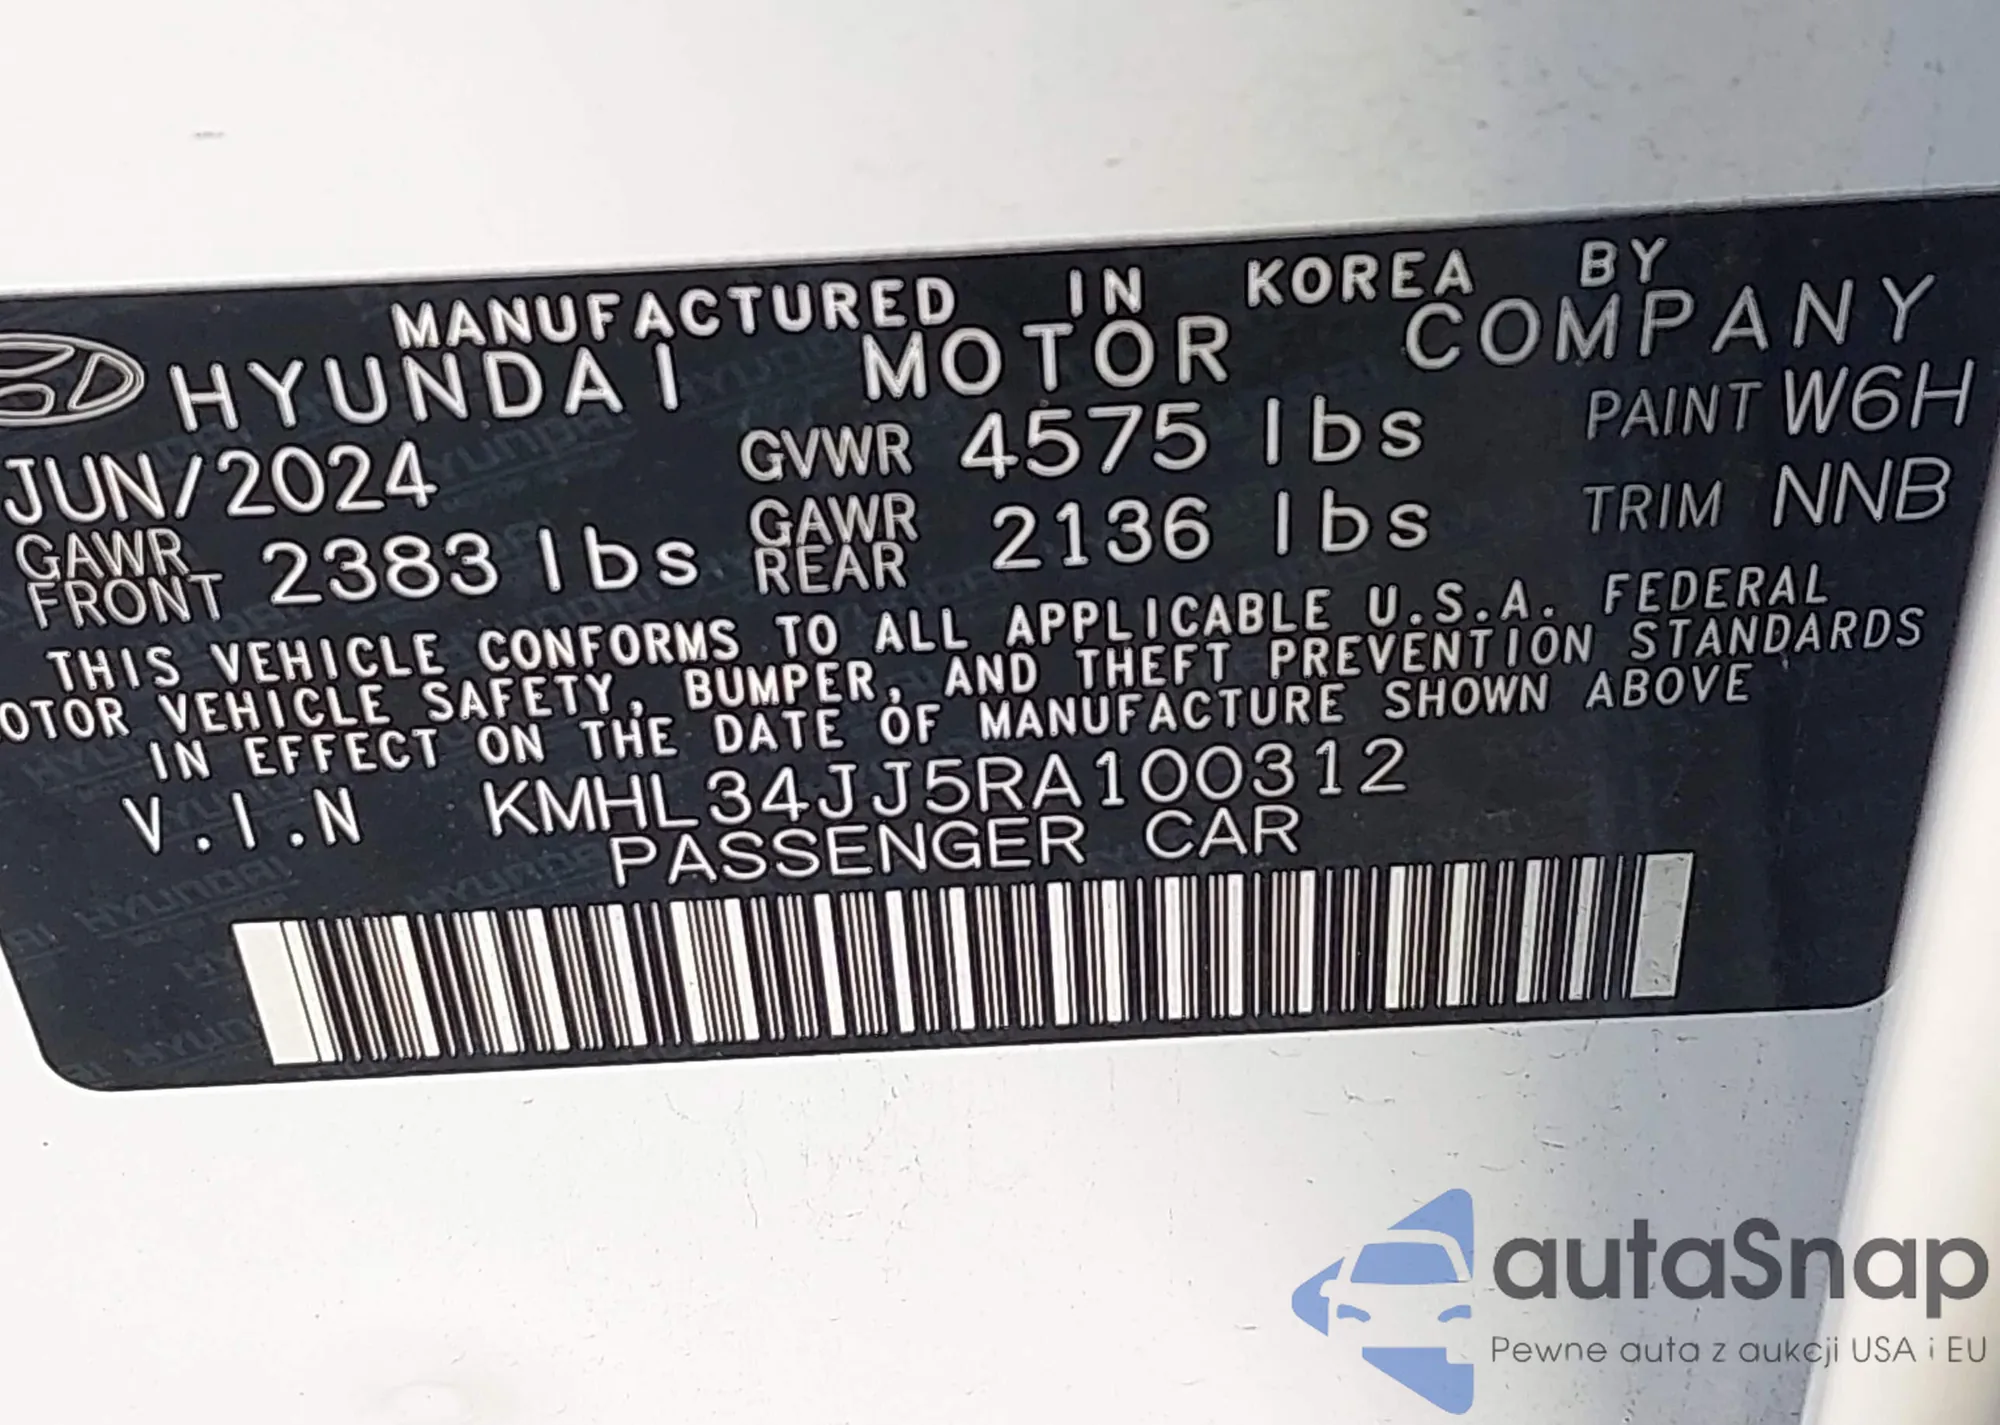 MANUFACTURED IN KOREA BY
HYUNDAI MOTOR COMPANY
JUN/2024 GVWR 4575 lbs PAINT W6H
GAWR FRONT 2383 lbs GAWR REAR 2136 lbs TRIM NNB
THIS VEHICLE CONFORMS TO ALL APPLICABLE U.S.A. FEDERAL
OTOR VEHICLE SAFETY, BUMPER, AND THEFT PREVENTION STANDARDS
IN EFFECT ON THE DATE OF MANUFACTURE SHOWN ABOVE
V.I.N KMHL34JJ5RA100312
PASSENGER CAR
autaSnap
Pewne auta z aukcji USA i EU